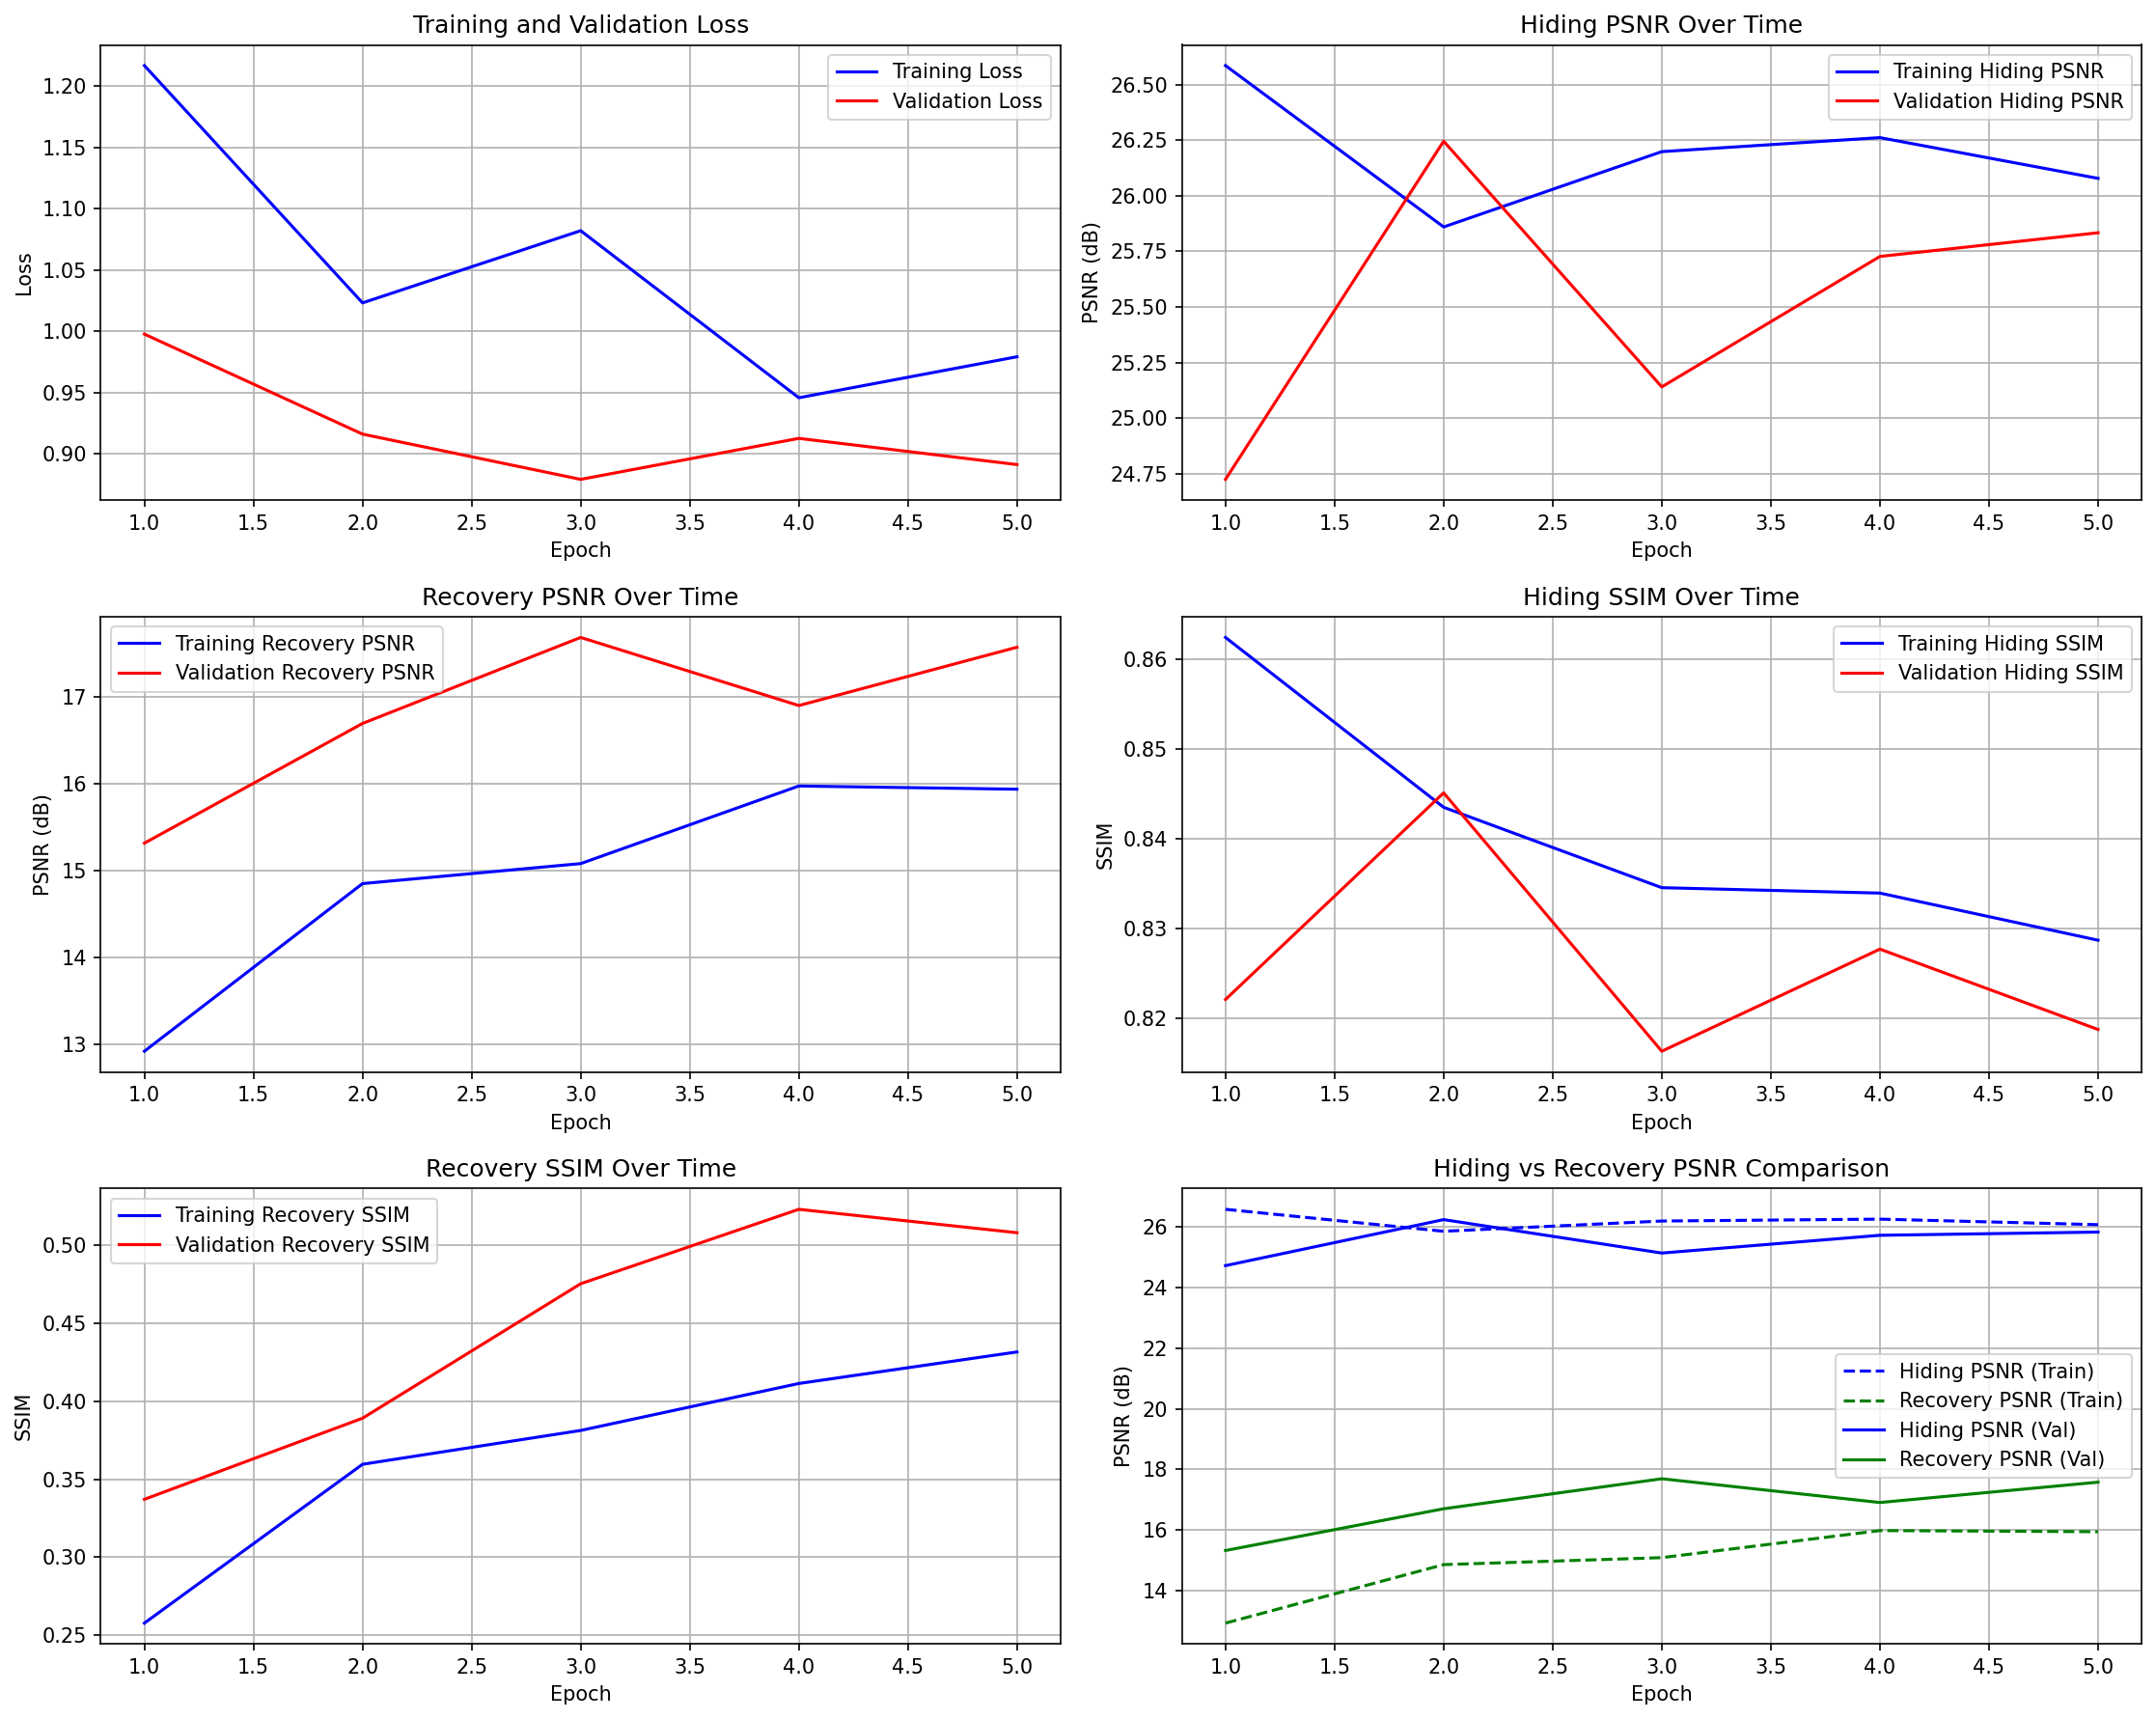 Training and Validation Loss
Training Loss
Validation Loss
1.20
1.15
1.10
1.05
1.00
0.95
0.90
Loss
1.0 1.5 2.0 2.5 3.0 3.5 4.0 4.5 5.0
Epoch
Hiding PSNR Over Time
Training Hiding PSNR
Validation Hiding PSNR
26.50
26.25
26.00
25.75
25.50
25.25
25.00
24.75
PSNR (dB)
1.0 1.5 2.0 2.5 3.0 3.5 4.0 4.5 5.0
Epoch
Recovery PSNR Over Time
Training Recovery PSNR
Validation Recovery PSNR
17
16
15
14
13
PSNR (dB)
1.0 1.5 2.0 2.5 3.0 3.5 4.0 4.5 5.0
Epoch
Hiding SSIM Over Time
Training Hiding SSIM
Validation Hiding SSIM
0.86
0.85
0.84
0.83
0.82
SSIM
1.0 1.5 2.0 2.5 3.0 3.5 4.0 4.5 5.0
Epoch
Recovery SSIM Over Time
Training Recovery SSIM
Validation Recovery SSIM
0.50
0.45
0.40
0.35
0.30
0.25
SSIM
1.0 1.5 2.0 2.5 3.0 3.5 4.0 4.5 5.0
Epoch
Hiding vs Recovery PSNR Comparison
26
24
22
20
18
16
14
PSNR (dB)
Hiding PSNR (Train)
Recovery PSNR (Train)
Hiding PSNR (Val)
Recovery PSNR (Val)
1.0 1.5 2.0 2.5 3.0 3.5 4.0 4.5 5.0
Epoch